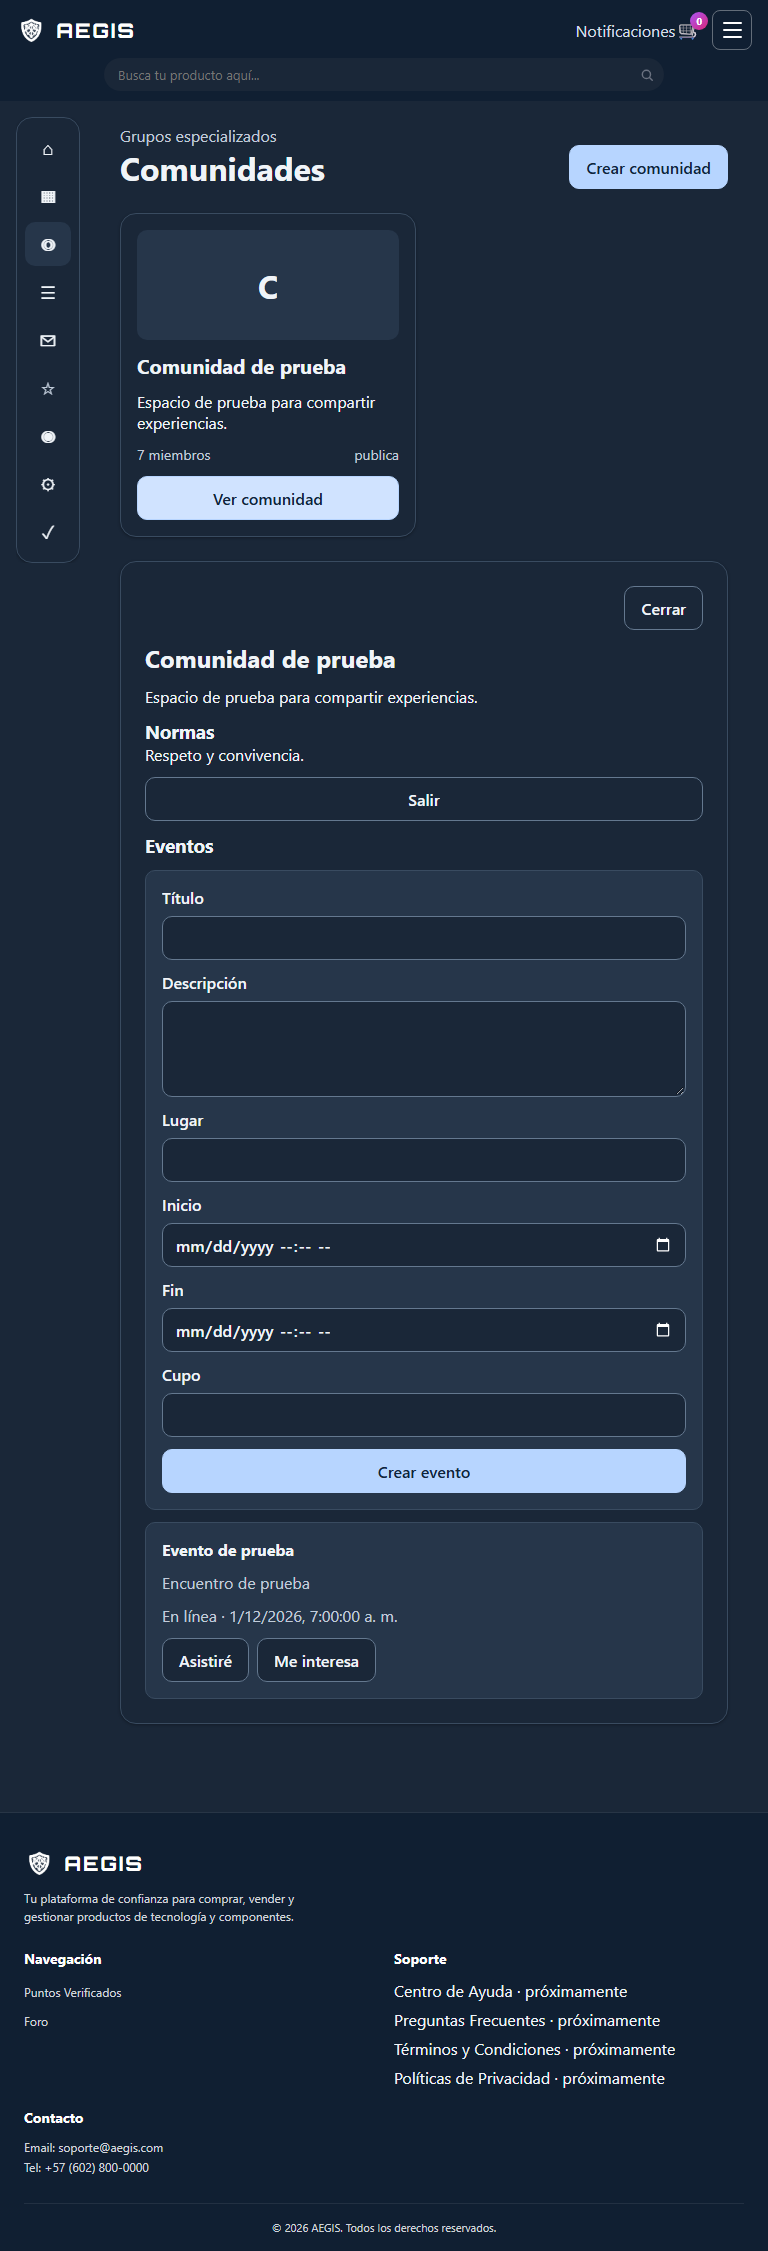 AEGIS
Notificaciones
0
Busca tu producto aquí...
Grupos especializados
Comunidades
Crear comunidad
C
Comunidad de prueba
Espacio de prueba para compartir
experiencias.
7 miembros
publica
Ver comunidad
Cerrar
Comunidad de prueba
Espacio de prueba para compartir experiencias.
Normas
Respeto y convivencia.
Salir
Eventos
Título
Descripción
Lugar
Inicio
mm/dd/yyyy --:-- --
Fin
mm/dd/yyyy --:-- --
Cupo
Crear evento
Evento de prueba
Encuentro de prueba
En línea · 1/12/2026, 7:00:00 a. m.
Asistiré
Me interesa
AEGIS
Tu plataforma de confianza para comprar, vender y
gestionar productos de tecnología y componentes.
Navegación
Puntos Verificados
Foro
Soporte
Centro de Ayuda · próximamente
Preguntas Frecuentes · próximamente
Términos y Condiciones · próximamente
Políticas de Privacidad · próximamente
Contacto
Email: soporte@aegis.com
Tel: +57 (602) 800-0000
© 2026 AEGIS. Todos los derechos reservados.